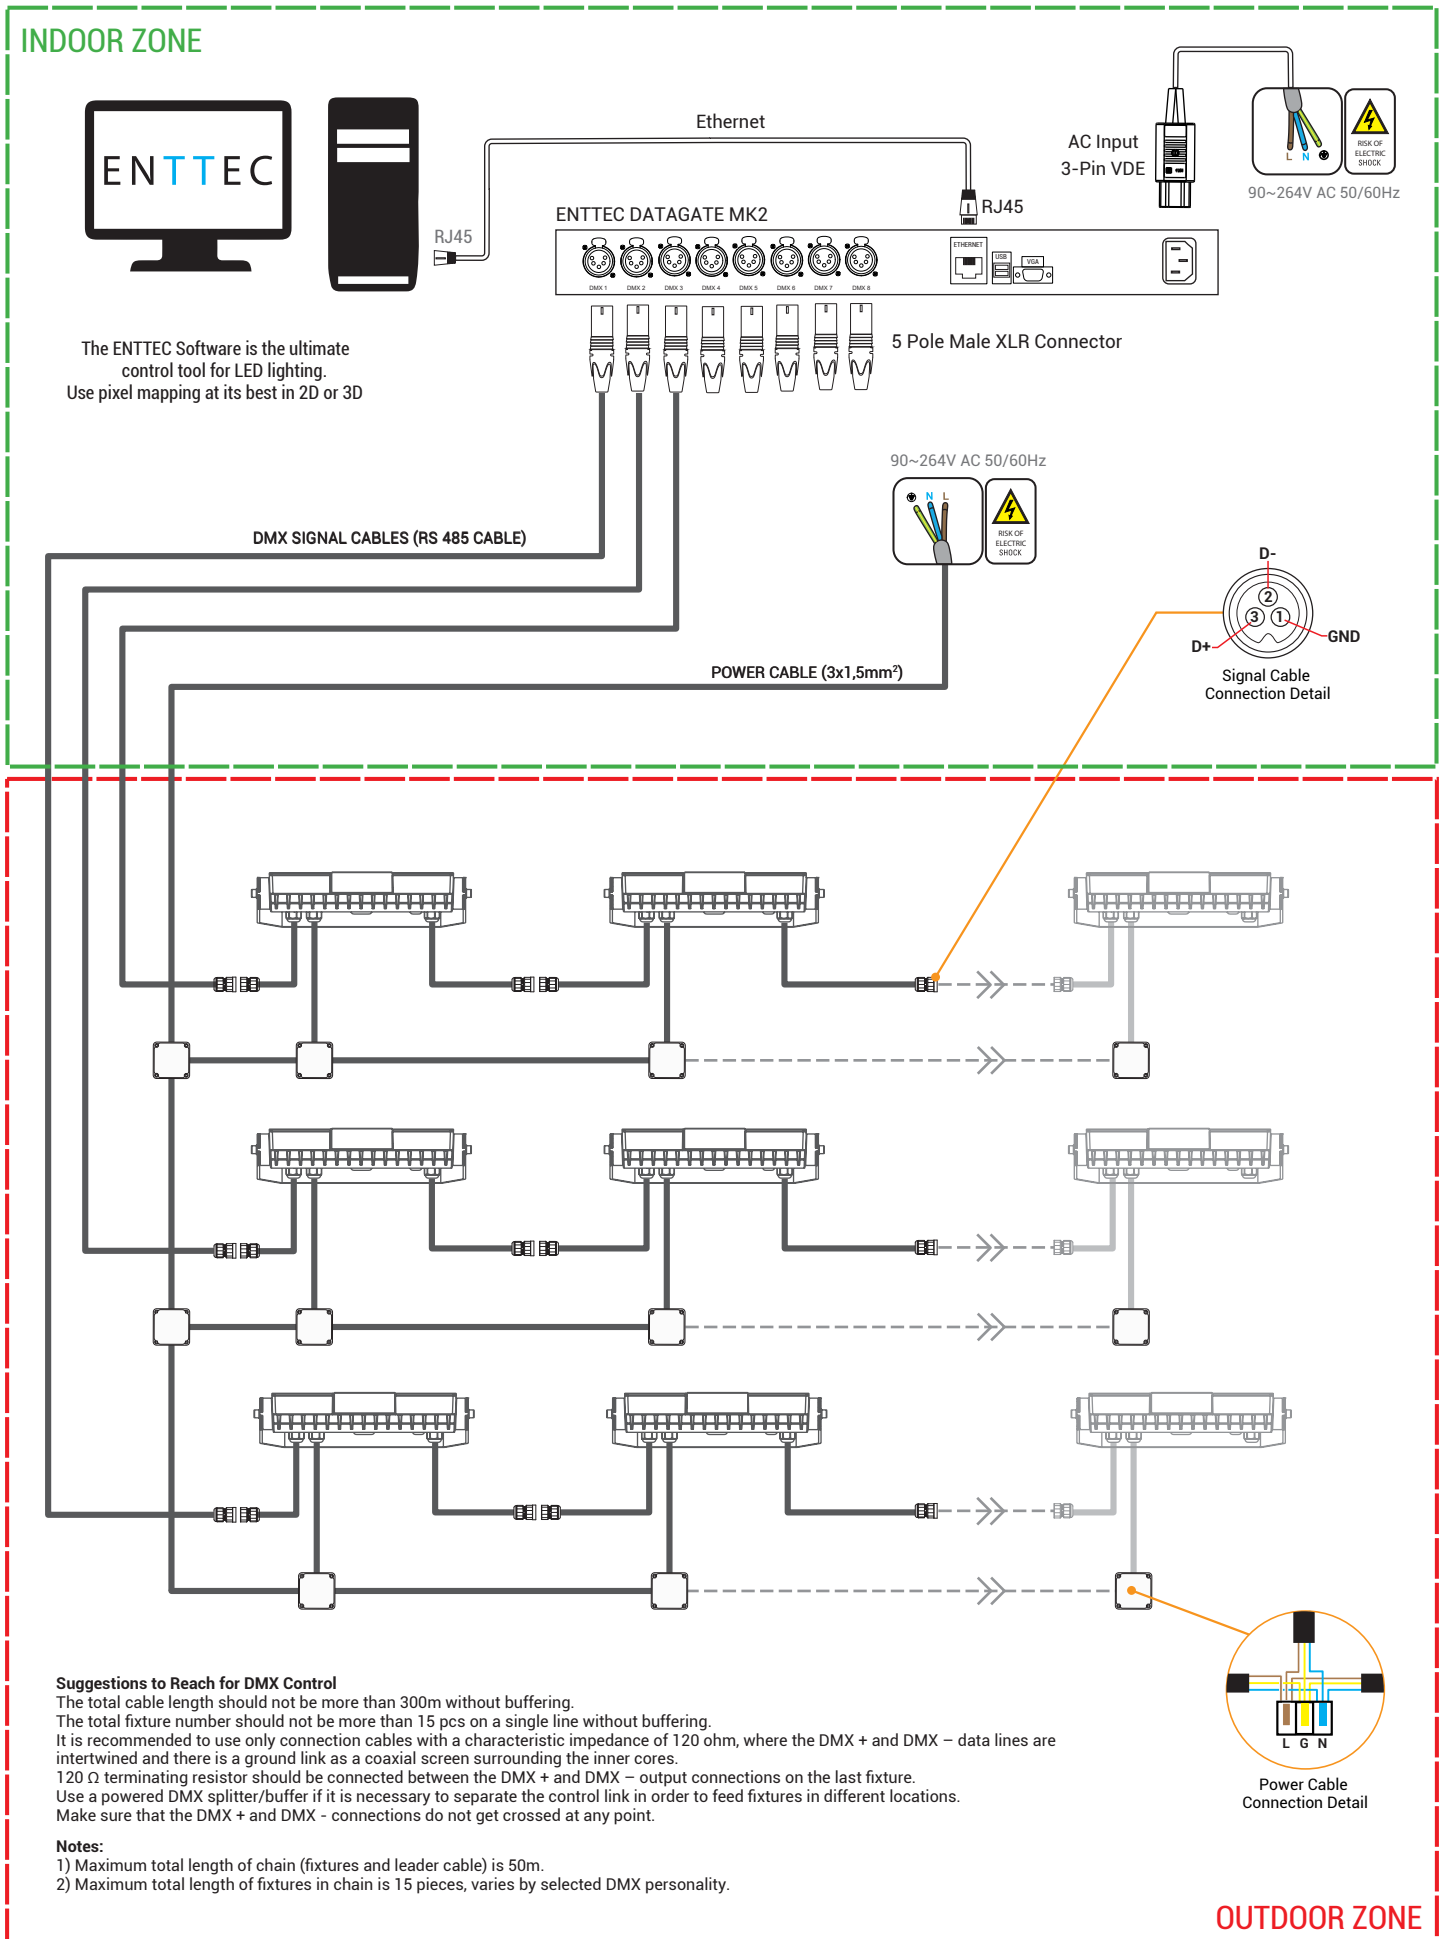 INDOOR ZONE
ENTTEC
Ethernet
RJ45
RJ45
AC Input
3-Pin VDE
L N
RISK OF
ELECTRIC
SHOCK
90~264V AC 50/60Hz
ENTTEC DATAGATE MK2
ETHERNET
USB
VGA
DMX 1 DMX 2 DMX 3 DMX 4 DMX 5 DMX 6 DMX 7 DMX 8
5 Pole Male XLR Connector
The ENTTEC Software is the ultimate
control tool for LED lighting.
Use pixel mapping at its best in 2D or 3D
90~264V AC 50/60Hz
N L
RISK OF
ELECTRIC
SHOCK
DMX SIGNAL CABLES (RS 485 CABLE)
D-
2
3 1
GND
D+
Signal Cable
Connection Detail
POWER CABLE (3x1,5mm²)
L G N
Power Cable
Connection Detail
Suggestions to Reach for DMX Control
The total cable length should not be more than 300m without buffering.
The total fixture number should not be more than 15 pcs on a single line without buffering.
It is recommended to use only connection cables with a characteristic impedance of 120 ohm, where the DMX + and DMX – data lines are
intertwined and there is a ground link as a coaxial screen surrounding the inner cores.
120 Ω terminating resistor should be connected between the DMX + and DMX – output connections on the last fixture.
Use a powered DMX splitter/buffer if it is necessary to separate the control link in order to feed fixtures in different locations.
Make sure that the DMX + and DMX - connections do not get crossed at any point.
Notes:
1) Maximum total length of chain (fixtures and leader cable) is 50m.
2) Maximum total length of fixtures in chain is 15 pieces, varies by selected DMX personality.
OUTDOOR ZONE